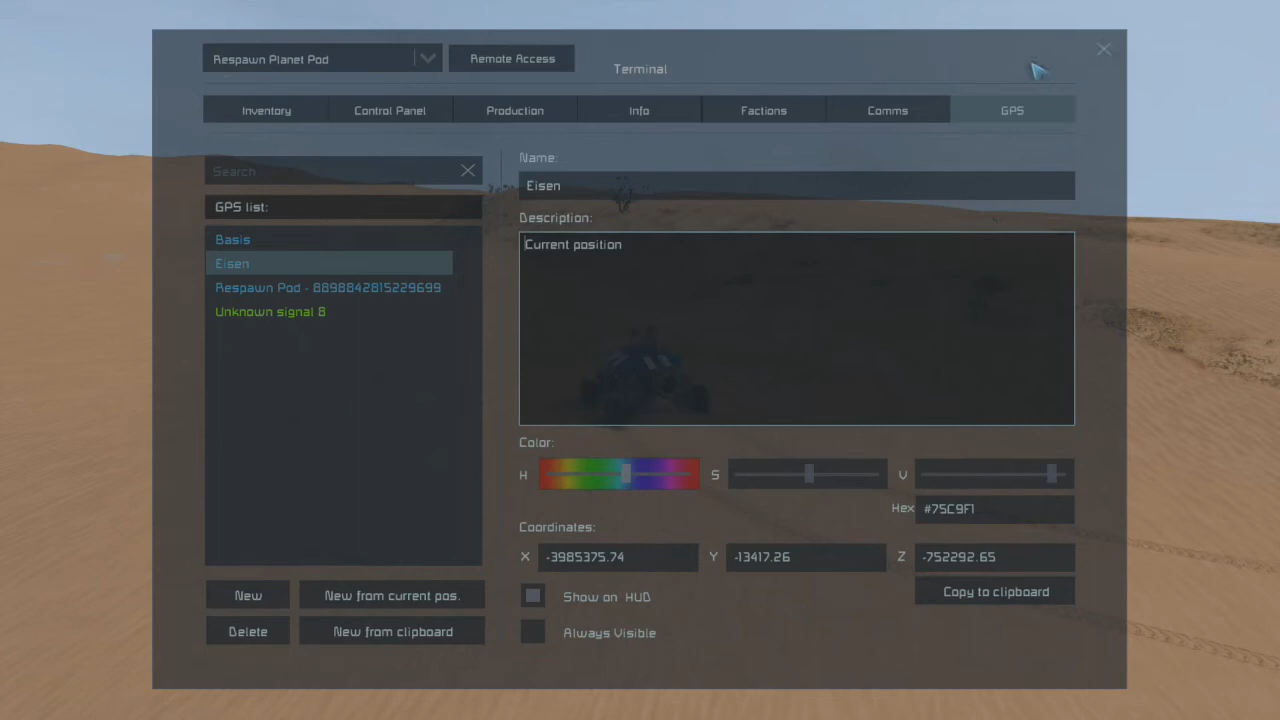 Respawn Planet Pod
Remote Access
Terminal
Inventory
Control Panel
Production
Info
Factions
Comms
GPS
Search
GPS list:
Basis
Eisen
Respawn Pod - 8898842815229699
Unknown signal 8
New
New from current pos.
Delete
New from clipboard
Name:
Eisen
Description:
Current position
Color:
H
S
V
Hex #75C9F1
Coordinates:
X -3985375.74
Y -13417.26
Z -752292.65
Show on HUD
Copy to clipboard
Always Visible